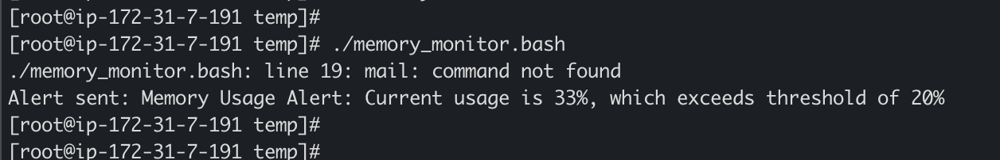 [root@ip-172-31-7-191 temp]#
[root@ip-172-31-7-191 temp]# ./memory_monitor.bash
./memory_monitor.bash: line 19: mail: command not found
Alert sent: Memory Usage Alert: Current usage is 33%, which exceeds threshold of 20%
[root@ip-172-31-7-191 temp]#
[root@ip-172-31-7-191 temp]#